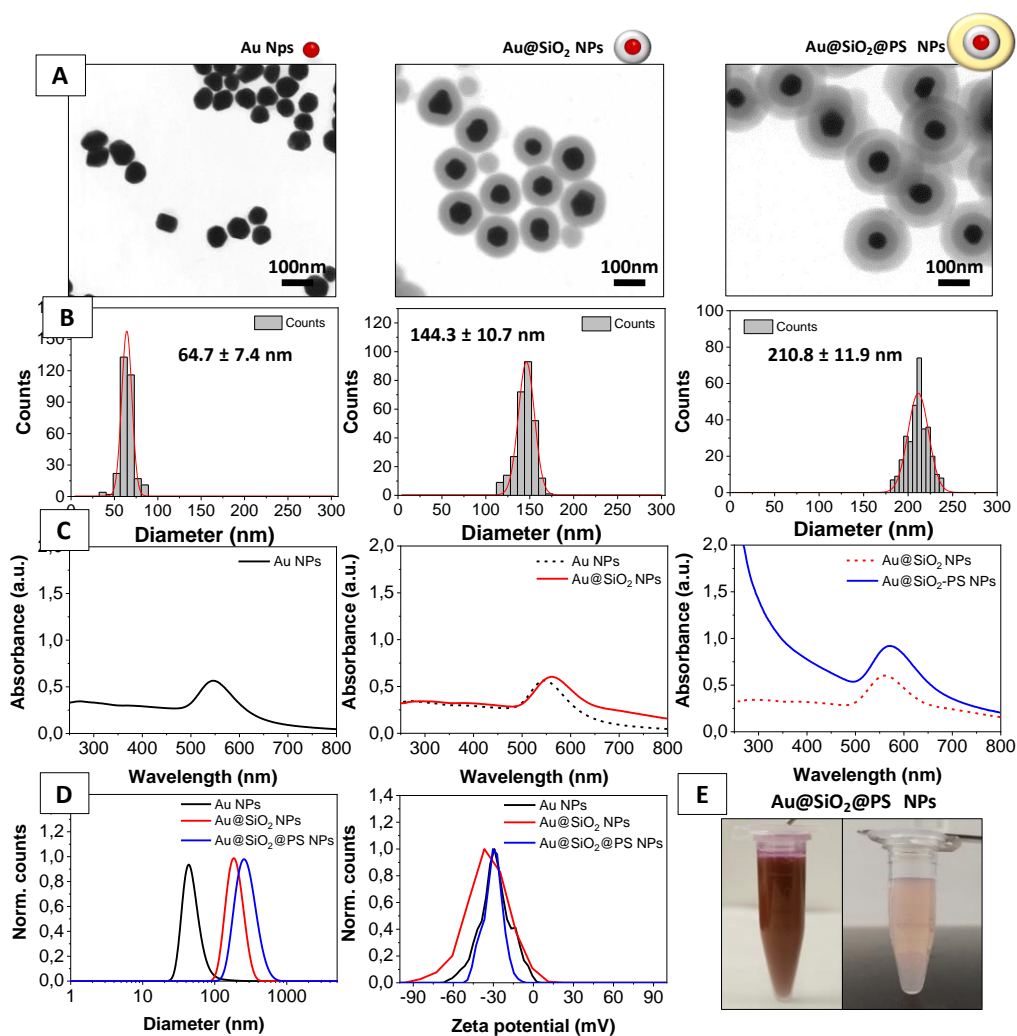 Au Nps
Au@SiO₂ NPs
Au@SiO₂@PS NPs
A
100nm
100nm
100nm
B
Counts
150
120
90
60
30
0
0 50 100 150 200 250 300
Diameter (nm)
Counts
64.7 ± 7.4 nm
Counts
120
100
80
60
40
20
0
0 50 100 150 200 250 300
Diameter (nm)
Counts
144.3 ± 10.7 nm
Counts
100
80
60
40
20
0
0 50 100 150 200 250 300
Diameter (nm)
Counts
210.8 ± 11.9 nm
C
Absorbance (a.u.)
1,5
1,0
0,5
0,0
300 400 500 600 700 800
Wavelength (nm)
Au NPs
Absorbance (a.u.)
2,0
1,5
1,0
0,5
0,0
300 400 500 600 700 800
Wavelength (nm)
Au NPs
Au@SiO₂ NPs
Absorbance (a.u.)
2,0
1,5
1,0
0,5
0,0
300 400 500 600 700 800
Wavelength (nm)
Au@SiO₂ NPs
Au@SiO₂-PS NPs
D
Norm. counts
1,2
1,0
0,8
0,6
0,4
0,2
0,0
1 10 100 1000
Diameter (nm)
Au NPs
Au@SiO₂ NPs
Au@SiO₂@PS NPs
Norm. counts
1,4
1,2
1,0
0,8
0,6
0,4
0,2
0,0
-90 -60 -30 0 30 60 90
Zeta potential (mV)
Au NPs
Au@SiO₂ NPs
Au@SiO₂@PS NPs
E
Au@SiO₂@PS NPs